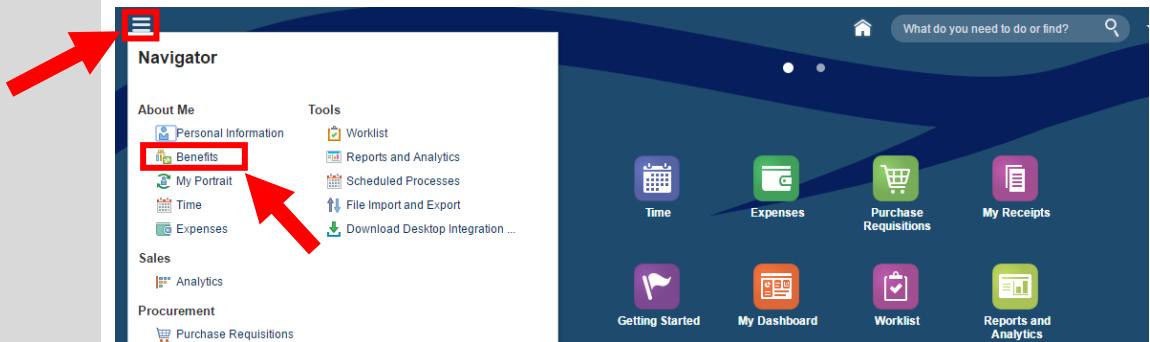 What do you need to do or find?
Navigator
About Me
Personal Information
Benefits
My Portrait
Time
Expenses
Tools
Worklist
Reports and Analytics
Scheduled Processes
File Import and Export
Download Desktop Integration ...
Sales
Analytics
Procurement
Purchase Requisitions
Time
Expenses
Purchase
Requisitions
My Receipts
Getting Started
My Dashboard
Worklist
Reports and
Analytics